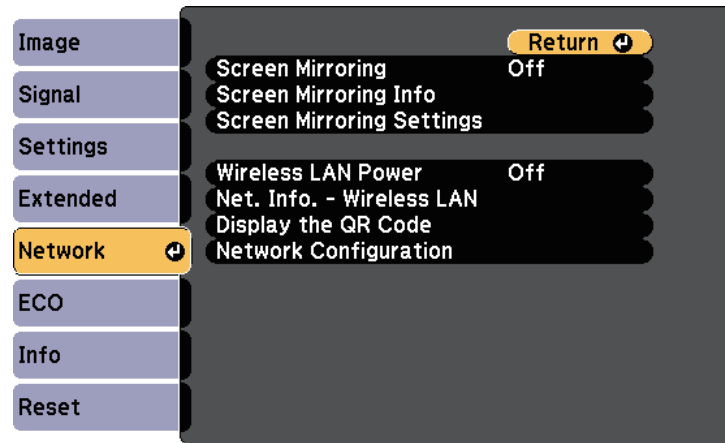 Image
Signal
Settings
Extended
Network
ECO
Info
Reset
Return
Screen Mirroring Off
Screen Mirroring Info
Screen Mirroring Settings
Wireless LAN Power Off
Net. Info. - Wireless LAN
Display the QR Code
Network Configuration